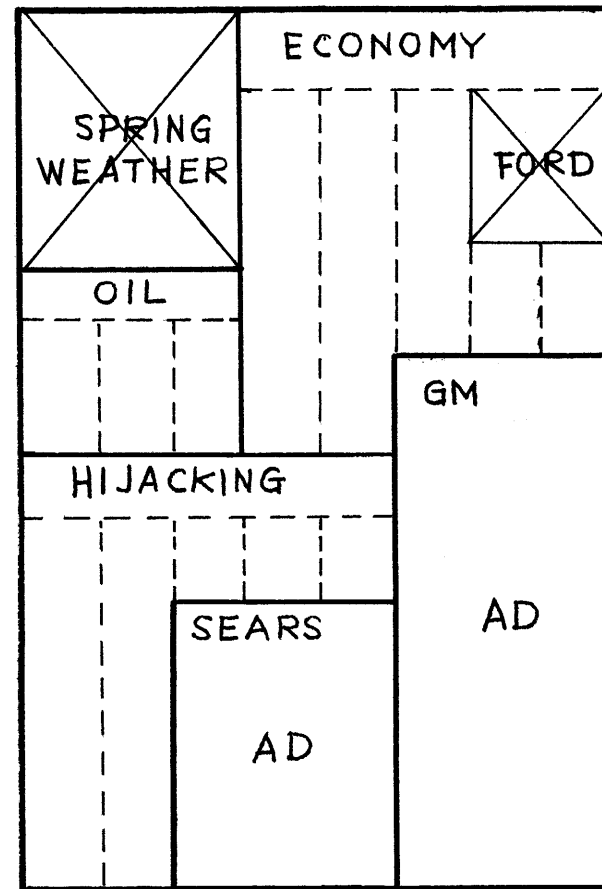 SPRING
WEATHER
ECONOMY
FORD
OIL
GM
HIJACKING
SEARS
AD
AD